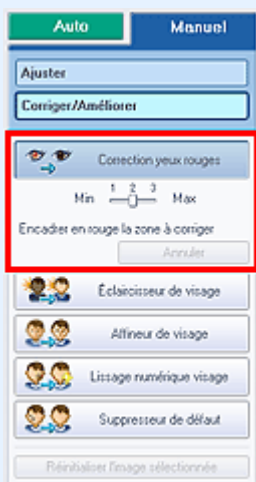 Auto Manuel
Ajuster
Corriger/Améliorer
Correction yeux rouges
1 2 3
Min Max
Encadrer en rouge la zone à corriger
Annuler
Éclaircisseur de visage
Affineur de visage
Lissage numérique visage
Suppresseur de défaut
Réinitialiser l'image sélectionnée